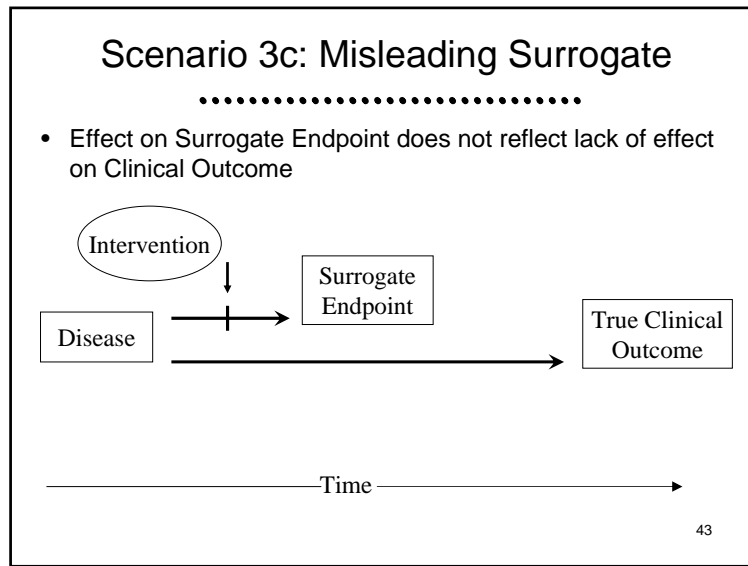 Scenario 3c: Misleading Surrogate
• Effect on Surrogate Endpoint does not reflect lack of effect
on Clinical Outcome
Intervention
Surrogate
Endpoint
Disease
True Clinical
Outcome
Time
43